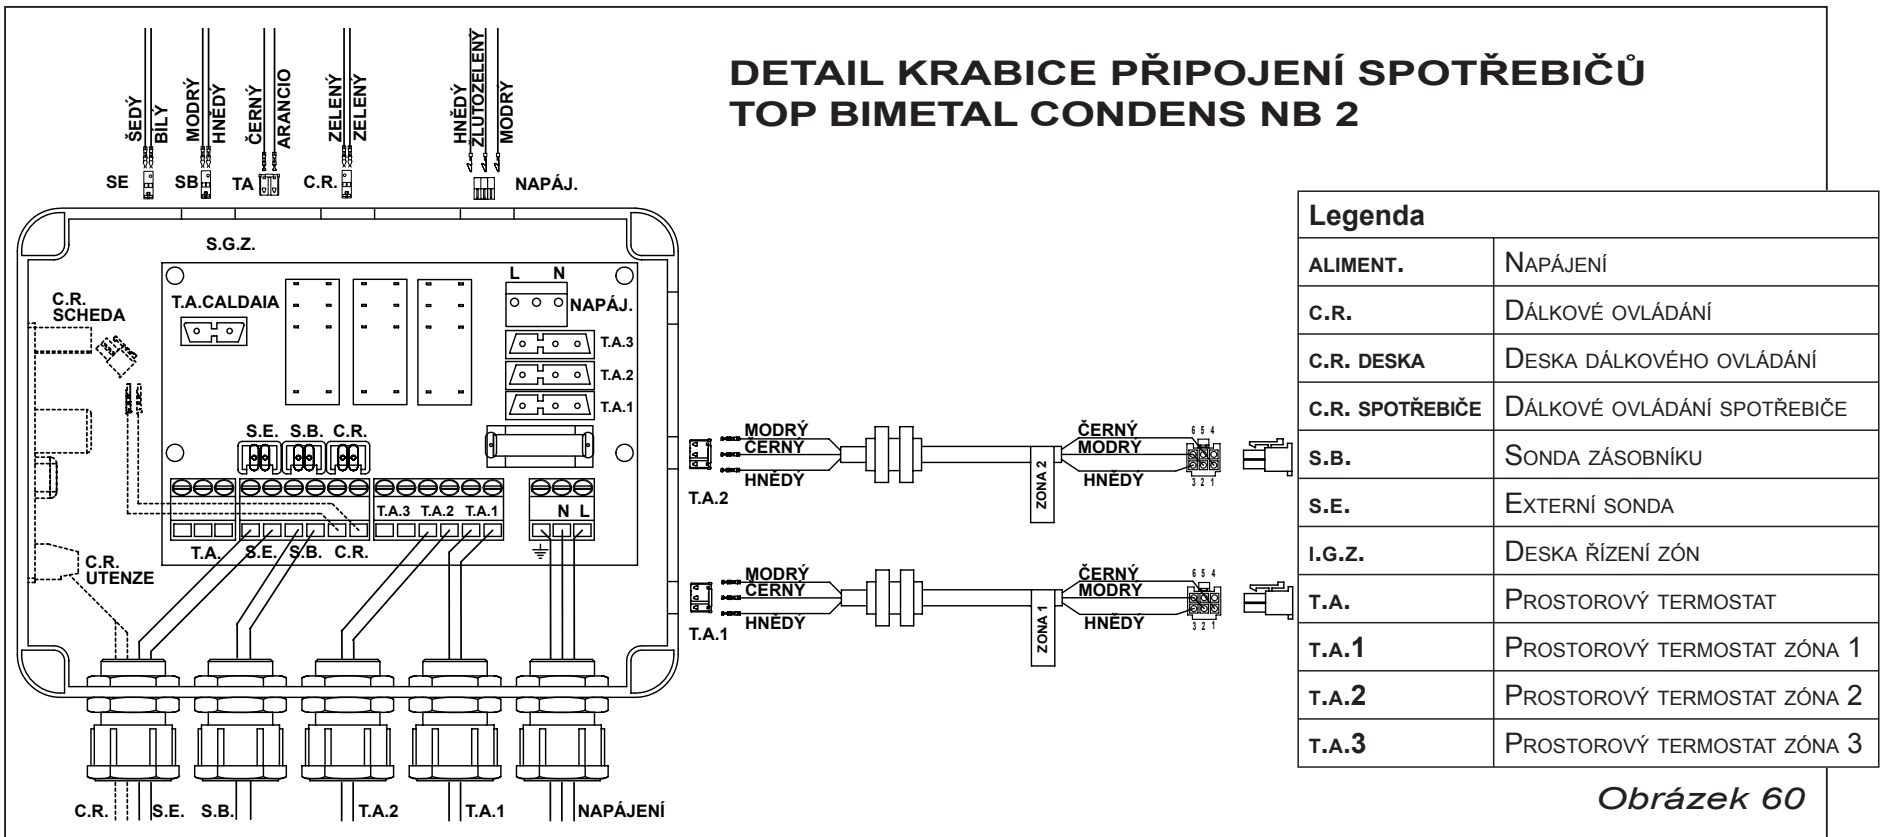 DETAIL KRABICE PŘIPOJENÍ SPOTŘEBIČŮ
TOP BIMETAL CONDENS NB 2
ŠEDÝ
BÍLÝ
MODRÝ
HNĚDÝ
ČERNÝ
ARANCIO
ZELENÝ
ZELENÝ
HNĚDÝ
ŽLUTOZELENÝ
MODRY
SE
SB
TA
C.R.
NAPÁJ.
S.G.Z.
C.R.
SCHEDA
T.A.CALDAIA
L N
NAPÁJ.
T.A.3
T.A.2
T.A.1
S.E. S.B. C.R.
T.A.3 T.A.2 T.A.1
N L
T.A. S.E. S.B. C.R.
C.R.
UTENZE
C.R. S.E. S.B. T.A.2 T.A.1 NAPÁJENÍ
MODRÝ
ČERNÝ
HNĚDÝ
T.A.2
ZONA 2
ČERNÝ
MODRY
HNĚDÝ
6 5 4
3 2 1
MODRÝ
ČERNÝ
HNĚDÝ
T.A.1
ZONA 1
ČERNÝ
MODRY
HNĚDÝ
6 5 4
3 2 1
Legenda
ALIMENT. NAPÁJENÍ
C.R. DÁLKOVÉ OVLÁDÁNÍ
C.R. DESKA DESKA DÁLKOVÉHO OVLÁDÁNÍ
C.R. SPOTŘEBIČE DÁLKOVÉ OVLÁDÁNÍ SPOTŘEBIČE
S.B. SONDA ZÁSOBNÍKU
S.E. EXTERNÍ SONDA
I.G.Z. DESKA ŘÍZENÍ ZÓN
T.A. PROSTOROVÝ TERMOSTAT
T.A.1 PROSTOROVÝ TERMOSTAT ZÓNA 1
T.A.2 PROSTOROVÝ TERMOSTAT ZÓNA 2
T.A.3 PROSTOROVÝ TERMOSTAT ZÓNA 3
Obrázek 60